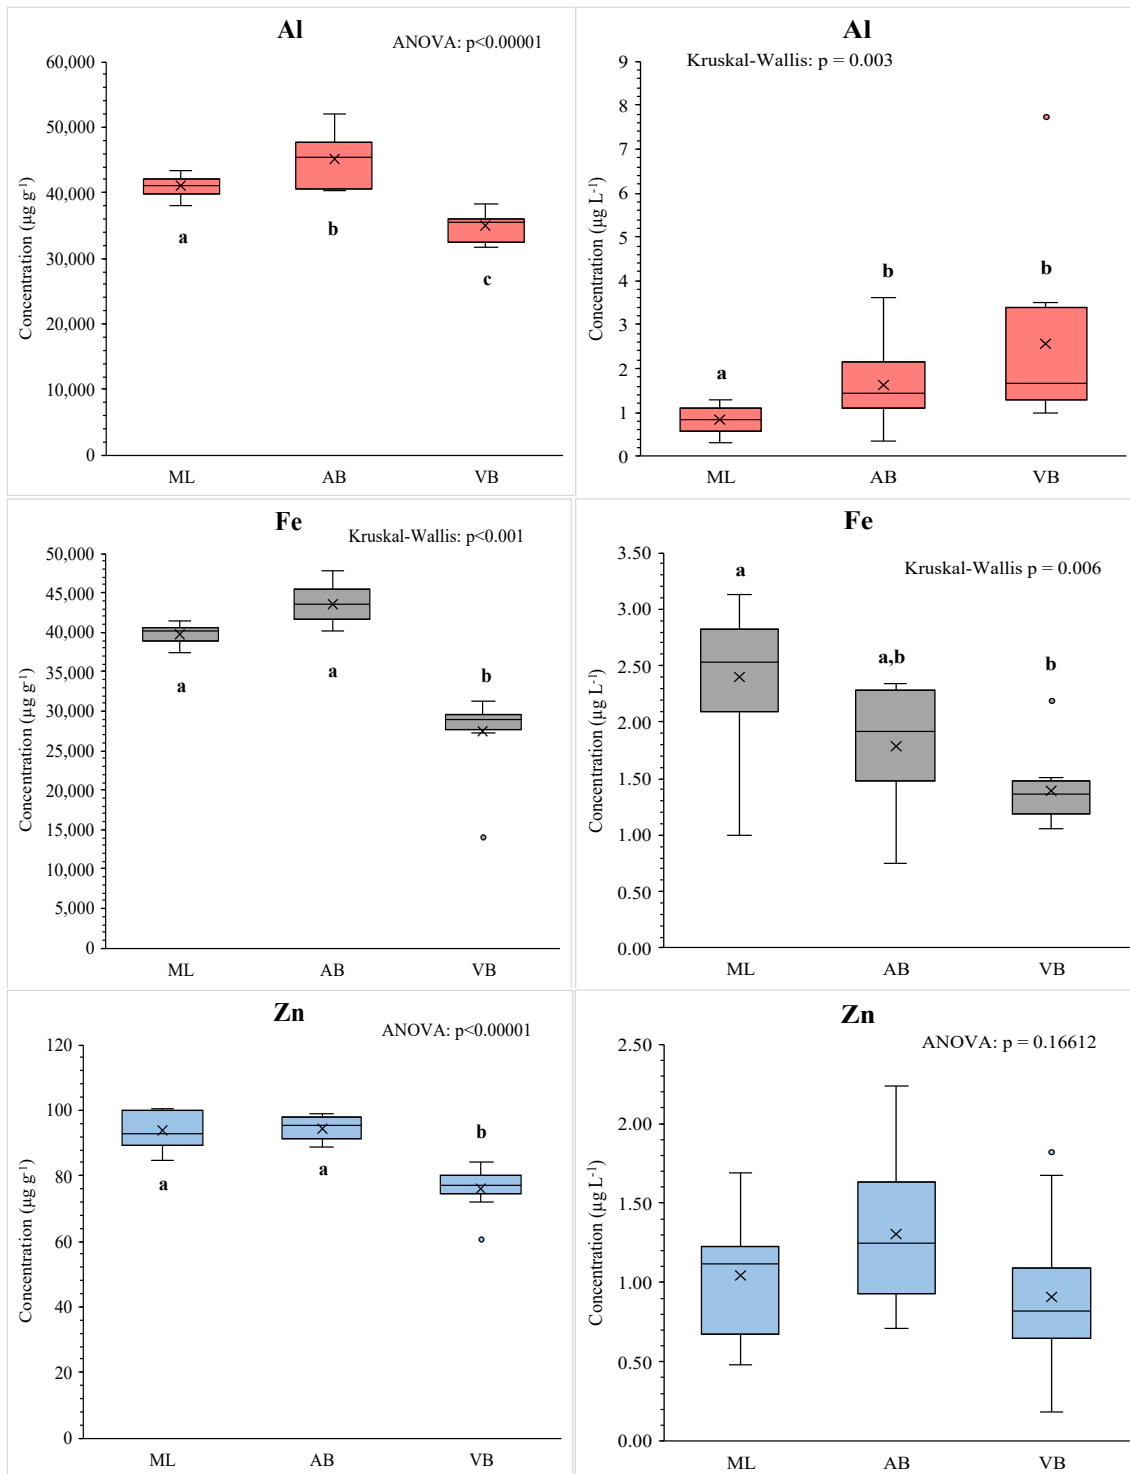 Al
ANOVA: p<0.00001
60,000
50,000
40,000
30,000
20,000
10,000
0
Concentration (µg g-1)
a
b
c
ML AB VB
Al
Kruskal-Wallis: p = 0.003
9
8
7
6
5
4
3
2
1
0
Concentration (µg L-1)
a
b
b
ML AB VB
Fe
Kruskal-Wallis: p<0.001
50,000
45,000
40,000
35,000
30,000
25,000
20,000
15,000
10,000
5,000
0
Concentration (µg g-1)
a
a
b
ML AB VB
Fe
Kruskal-Wallis p = 0.006
3.50
3.00
2.50
2.00
1.50
1.00
0.50
0.00
Concentration (µg L-1)
a
a,b
b
ML AB VB
Zn
ANOVA: p<0.00001
120
100
80
60
40
20
0
Concentration (µg g-1)
a
a
b
ML AB VB
Zn
ANOVA: p = 0.16612
2.50
2.00
1.50
1.00
0.50
0.00
Concentration (µg L-1)
ML AB VB